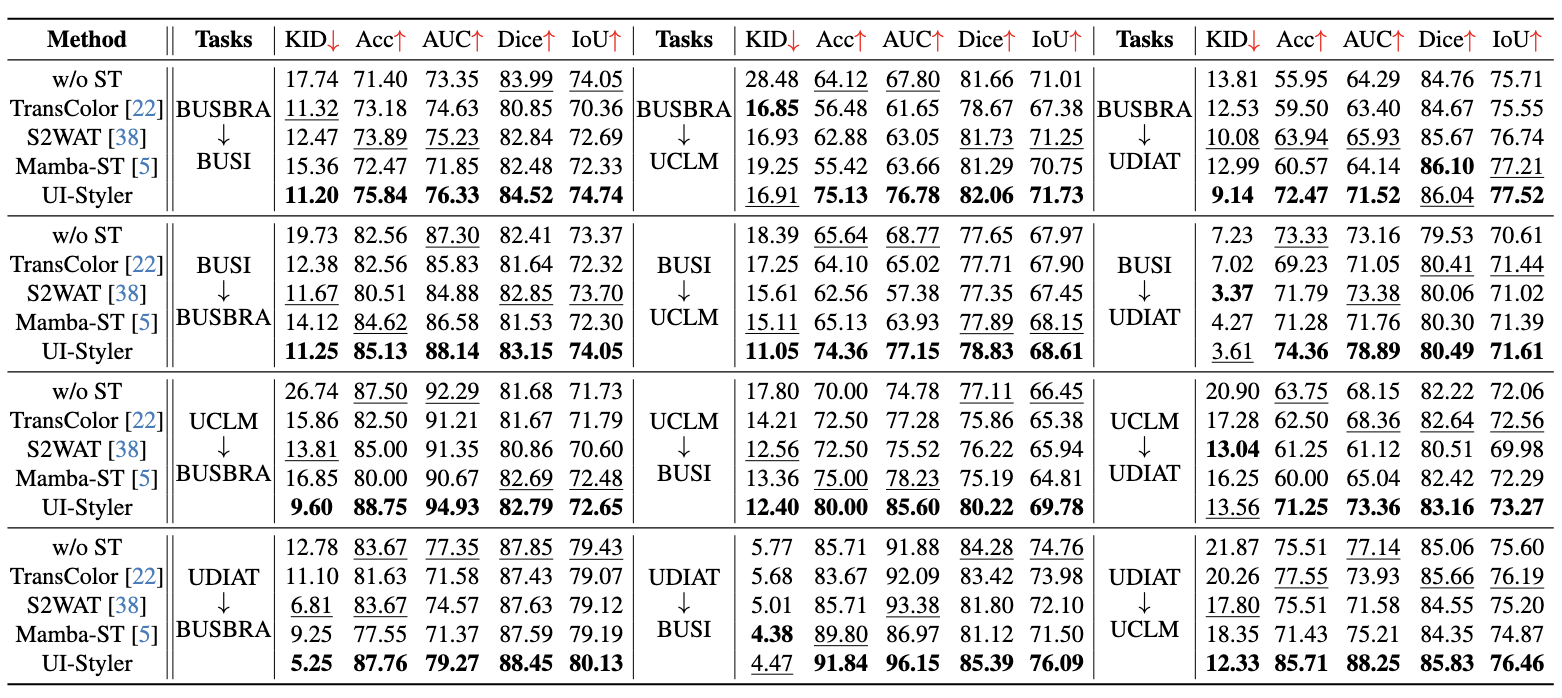 Method Tasks KID↓ Acc↑ AUC↑ Dice↑ IoU↑ Tasks KID↓ Acc↑ AUC↑ Dice↑ IoU↑ Tasks KID↓ Acc↑ AUC↑ Dice↑ IoU↑
w/o ST 17.74 71.40 73.35 83.99 74.05 28.48 64.12 67.80 81.66 71.01 13.81 55.95 64.29 84.76 75.71
TransColor [22] BUSBRA 11.32 73.18 74.63 80.85 70.36 BUSBRA 16.85 56.48 61.65 78.67 67.38 BUSBRA 12.53 59.50 63.40 84.67 75.55
S2WAT [38] ↓ 12.47 73.89 75.23 82.84 72.69 ↓ 16.93 62.88 63.05 81.73 71.25 ↓ 10.08 63.94 65.93 85.67 76.74
Mamba-ST [5] BUSI 15.36 72.47 71.85 82.48 72.33 UCLM 19.25 55.42 63.66 81.29 70.75 UDIAT 12.99 60.57 64.14 86.10 77.21
UI-Styler 11.20 75.84 76.33 84.52 74.74 16.91 75.13 76.78 82.06 71.73 9.14 72.47 71.52 86.04 77.52
w/o ST 19.73 82.56 87.30 82.41 73.37 18.39 65.64 68.77 77.65 67.97 7.23 73.33 73.16 79.53 70.61
TransColor [22] BUSI 12.38 82.56 85.83 81.64 72.32 BUSI 17.25 64.10 65.02 77.71 67.90 BUSI 7.02 69.23 71.05 80.41 71.44
S2WAT [38] ↓ 11.67 80.51 84.88 82.85 73.70 ↓ 15.61 62.56 57.38 77.35 67.45 ↓ 3.37 71.79 73.38 80.06 71.02
Mamba-ST [5] BUSBRA 14.12 84.62 86.58 81.53 72.30 UCLM 15.11 65.13 63.93 77.89 68.15 UDIAT 4.27 71.28 71.76 80.30 71.39
UI-Styler 11.25 85.13 88.14 83.15 74.05 11.05 74.36 77.15 78.83 68.61 3.61 74.36 78.89 80.49 71.61
w/o ST 26.74 87.50 92.29 81.68 71.73 17.80 70.00 74.78 77.11 66.45 20.90 63.75 68.15 82.22 72.06
TransColor [22] UCLM 15.86 82.50 91.21 81.67 71.79 UCLM 14.21 72.50 77.28 75.86 65.38 UCLM 17.28 62.50 68.36 82.64 72.56
S2WAT [38] ↓ 13.81 85.00 91.35 80.86 70.60 ↓ 12.56 72.50 75.52 76.22 65.94 ↓ 13.04 61.25 61.12 80.51 69.98
Mamba-ST [5] BUSBRA 16.85 80.00 90.67 82.69 72.48 BUSI 13.36 75.00 78.23 75.19 64.81 UDIAT 16.25 60.00 65.04 82.42 72.29
UI-Styler 9.60 88.75 94.93 82.79 72.65 12.40 80.00 85.60 80.22 69.78 13.56 71.25 73.36 83.16 73.27
w/o ST 12.78 83.67 77.35 87.85 79.43 5.77 85.71 91.88 84.28 74.76 21.87 75.51 77.14 85.06 75.60
TransColor [22] UDIAT 11.10 81.63 71.58 87.43 79.07 UDIAT 5.68 83.67 92.09 83.42 73.98 UDIAT 20.26 77.55 73.93 85.66 76.19
S2WAT [38] ↓ 6.81 83.67 74.57 87.63 79.12 ↓ 5.01 85.71 93.38 81.80 72.10 ↓ 17.80 75.51 71.58 84.55 75.20
Mamba-ST [5] BUSBRA 9.25 77.55 71.37 87.59 79.19 BUSI 4.38 89.80 86.97 81.12 71.50 UCLM 18.35 71.43 75.21 84.35 74.87
UI-Styler 5.25 87.76 79.27 88.45 80.13 4.47 91.84 96.15 85.39 76.09 12.33 85.71 88.25 85.83 76.46